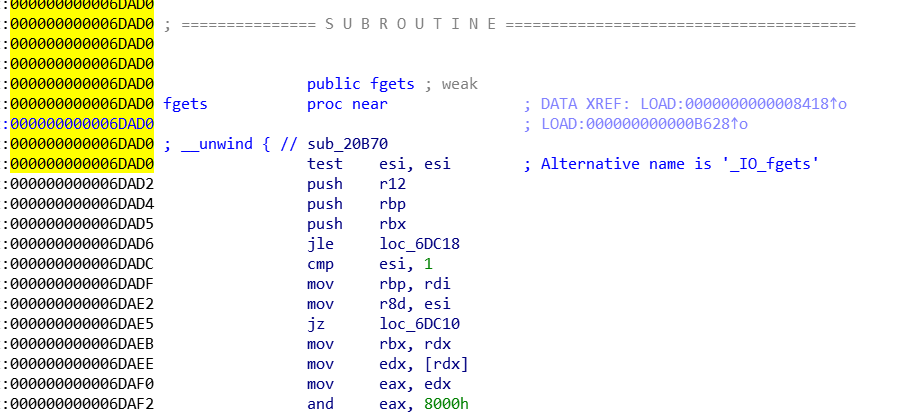 :000000000006DAD0
:000000000006DAD0 ; =============== S U B R O U T I N E =======================================
:000000000006DAD0
:000000000006DAD0
:000000000006DAD0 public fgets ; weak
:000000000006DAD0 fgets proc near ; DATA XREF: LOAD:0000000000008418↑o
:000000000006DAD0 ; LOAD:000000000000B628↑o
:000000000006DAD0 ; __unwind { // sub_20B70
:000000000006DAD0 test esi, esi ; Alternative name is '_IO_fgets'
:000000000006DAD2 push r12
:000000000006DAD4 push rbp
:000000000006DAD5 push rbx
:000000000006DAD6 jle loc_6DC18
:000000000006DADC cmp esi, 1
:000000000006DADF mov rbp, rdi
:000000000006DAE2 mov r8d, esi
:000000000006DAE5 jz loc_6DC10
:000000000006DAEB mov rbx, rdx
:000000000006DAEE mov edx, [rdx]
:000000000006DAF0 mov eax, edx
:000000000006DAF2 and eax, 8000h